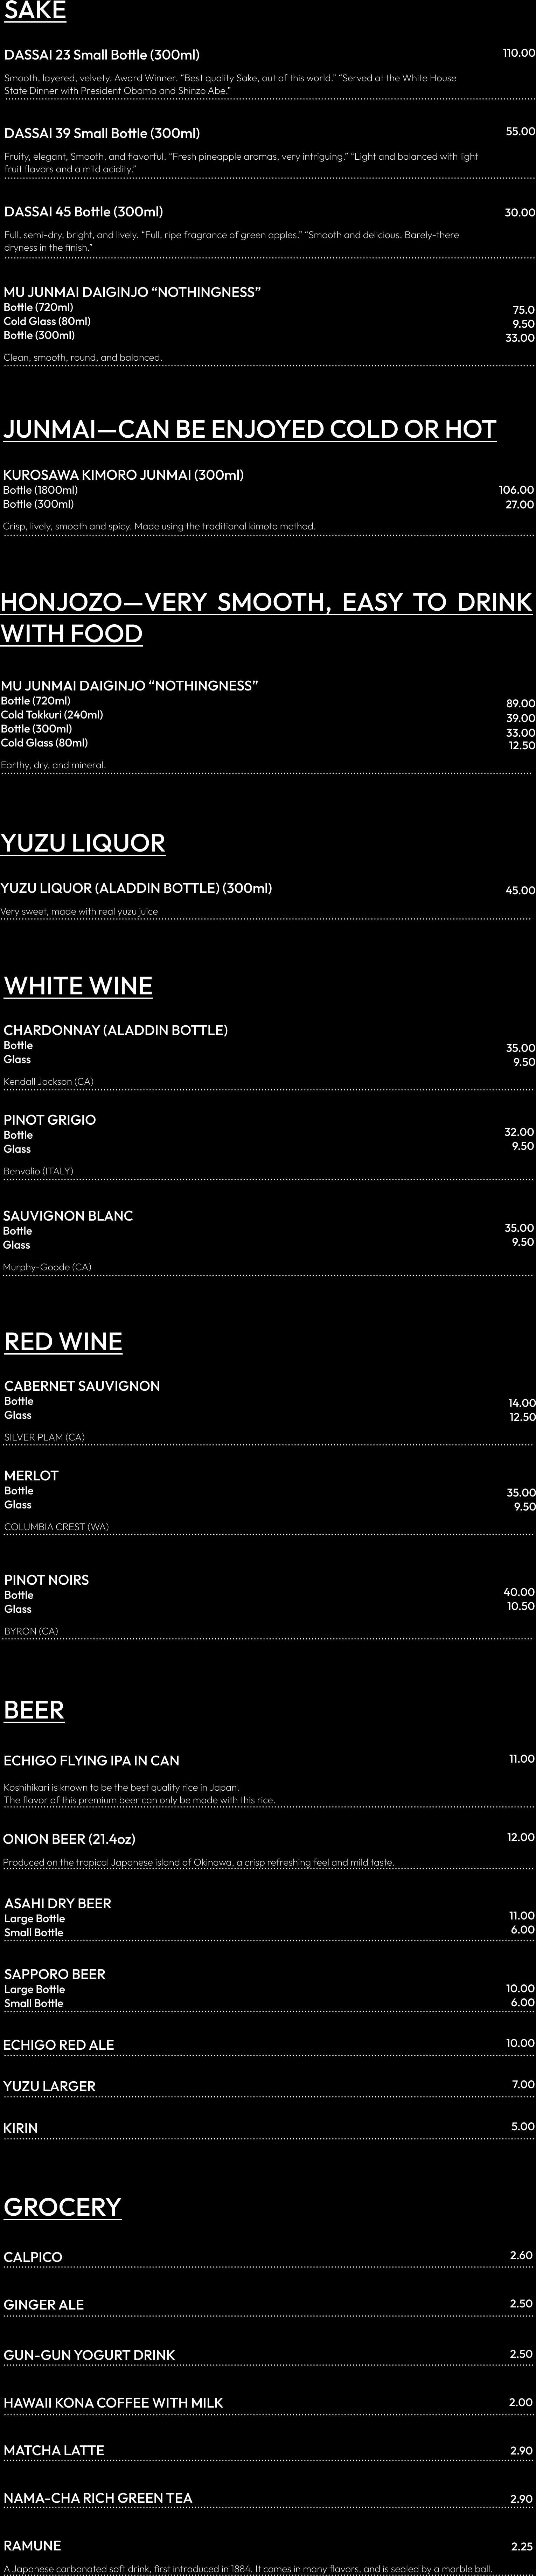 SAKE
DASSAI 23 Small Bottle (300ml) 110.00
Smooth, layered, velvety. Award Winner. “Best quality Sake, out of this world.” “Served at the White House
State Dinner with President Obama and Shinzo Abe.”
DASSAI 39 Small Bottle (300ml) 55.00
Fruity, elegant, Smooth, and flavorful. “Fresh pineapple aromas, very intriguing.” “Light and balanced with light
fruit flavors and a mild acidity.”
DASSAI 45 Bottle (300ml) 30.00
Full, semi-dry, bright, and lively. “Full, ripe fragrance of green apples.” “Smooth and delicious. Barely-there
dryness in the finish.”
MU JUNMAI DAIGINJO “NOTHINGNESS”
Bottle (720ml) 75.0
Cold Glass (80ml) 9.50
Bottle (300ml) 33.00
Clean, smooth, round, and balanced.
JUNMAI—CAN BE ENJOYED COLD OR HOT
KUROSAWA KIMORO JUNMAI (300ml)
Bottle (1800ml) 106.00
Bottle (300ml) 27.00
Crisp, lively, smooth and spicy. Made using the traditional kimoto method.
HONJOZO—VERY SMOOTH, EASY TO DRINK
WITH FOOD
MU JUNMAI DAIGINJO “NOTHINGNESS”
Bottle (720ml) 89.00
Cold Tokkuri (240ml) 39.00
Bottle (300ml) 33.00
Cold Glass (80ml) 12.50
Earthy, dry, and mineral.
YUZU LIQUOR
YUZU LIQUOR (ALADDIN BOTTLE) (300ml) 45.00
Very sweet, made with real yuzu juice
WHITE WINE
CHARDONNAY (ALADDIN BOTTLE)
Bottle 35.00
Glass 9.50
Kendall Jackson (CA)
PINOT GRIGIO
Bottle 32.00
Glass 9.50
Benvolio (ITALY)
SAUVIGNON BLANC
Bottle 35.00
Glass 9.50
Murphy-Goode (CA)
RED WINE
CABERNET SAUVIGNON
Bottle 14.00
Glass 12.50
SILVER PLAM (CA)
MERLOT
Bottle 35.00
Glass 9.50
COLUMBIA CREST (WA)
PINOT NOIRS
Bottle 40.00
Glass 10.50
BYRON (CA)
BEER
ECHIGO FLYING IPA IN CAN 11.00
Koshihikari is known to be the best quality rice in Japan.
The flavor of this premium beer can only be made with this rice.
ONION BEER (21.4oz) 12.00
Produced on the tropical Japanese island of Okinawa, a crisp refreshing feel and mild taste.
ASAHI DRY BEER
Large Bottle 11.00
Small Bottle 6.00
SAPPORO BEER
Large Bottle 10.00
Small Bottle 6.00
ECHIGO RED ALE 10.00
YUZU LARGER 7.00
KIRIN 5.00
GROCERY
CALPICO 2.60
GINGER ALE 2.50
GUN-GUN YOGURT DRINK 2.50
HAWAII KONA COFFEE WITH MILK 2.00
MATCHA LATTE 2.90
NAMA-CHA RICH GREEN TEA 2.90
RAMUNE 2.25
A Japanese carbonated soft drink, first introduced in 1884. It comes in many flavors, and is sealed by a marble ball.